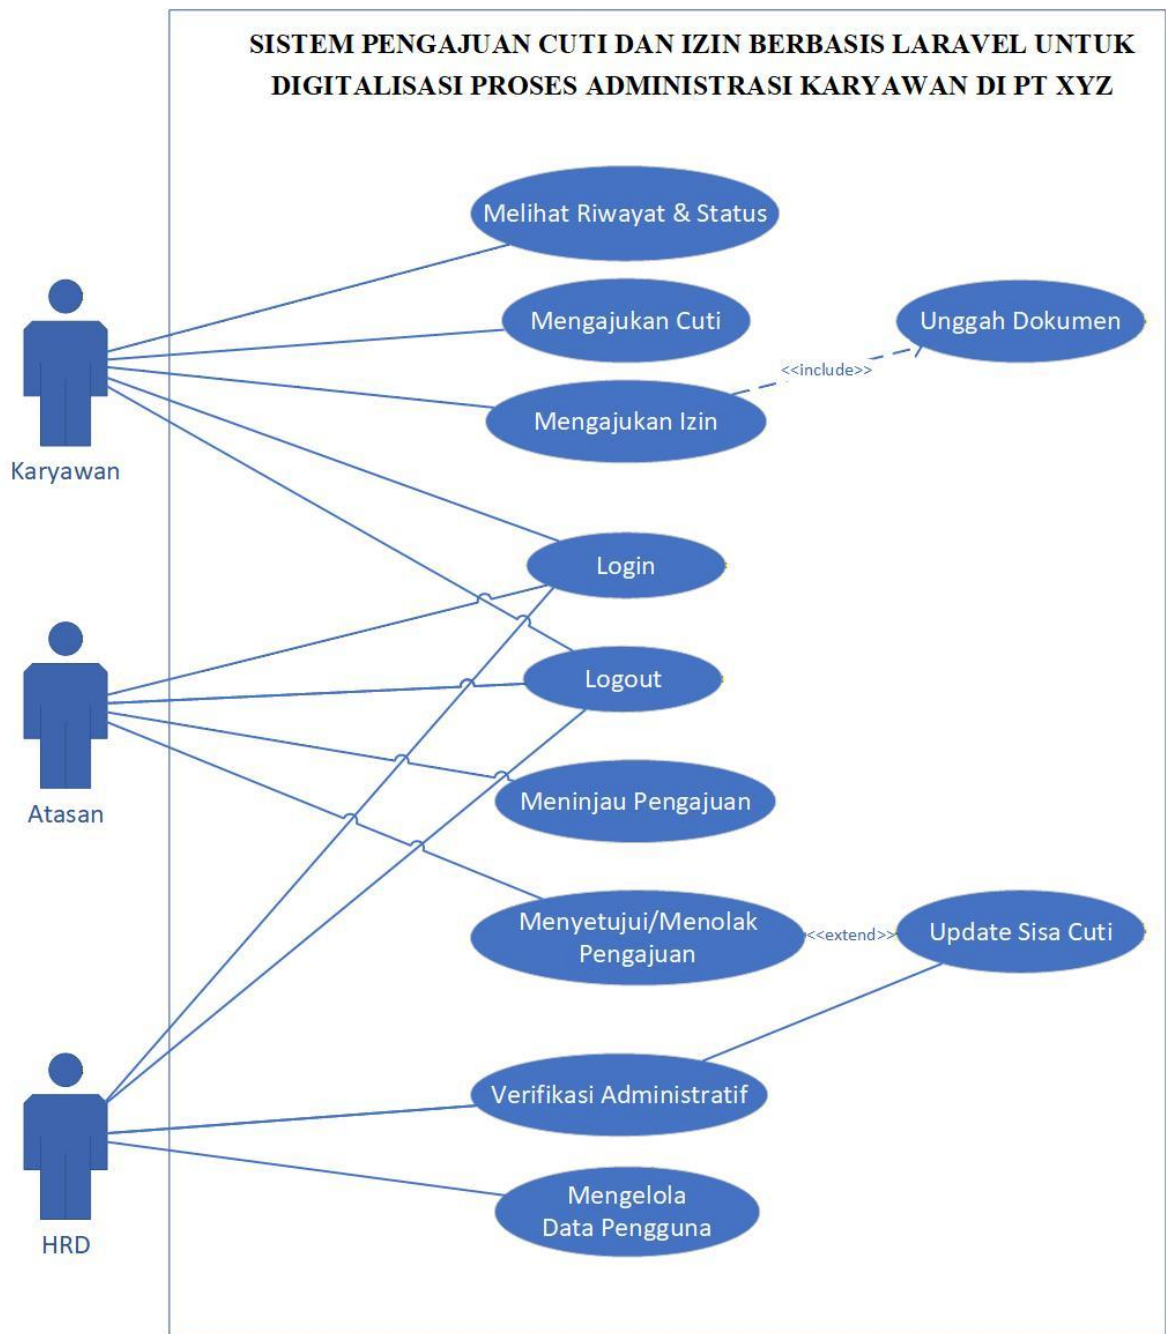 SISTEM PENGAJUAN CUTI DAN IZIN BERBASIS LARAVEL UNTUK
DIGITALISASI PROSES ADMINISTRASI KARYAWAN DI PT XYZ
Melihat Riwayat & Status
Mengajukan Cuti
Unggah Dokumen
<<include>>
Mengajukan Izin
Karyawan
Login
Logout
Meninjau Pengajuan
Atasan
Menyetujui/Menolak
Pengajuan
<<extend>>
Update Sisa Cuti
Verifikasi Administratif
Mengelola
Data Pengguna
HRD